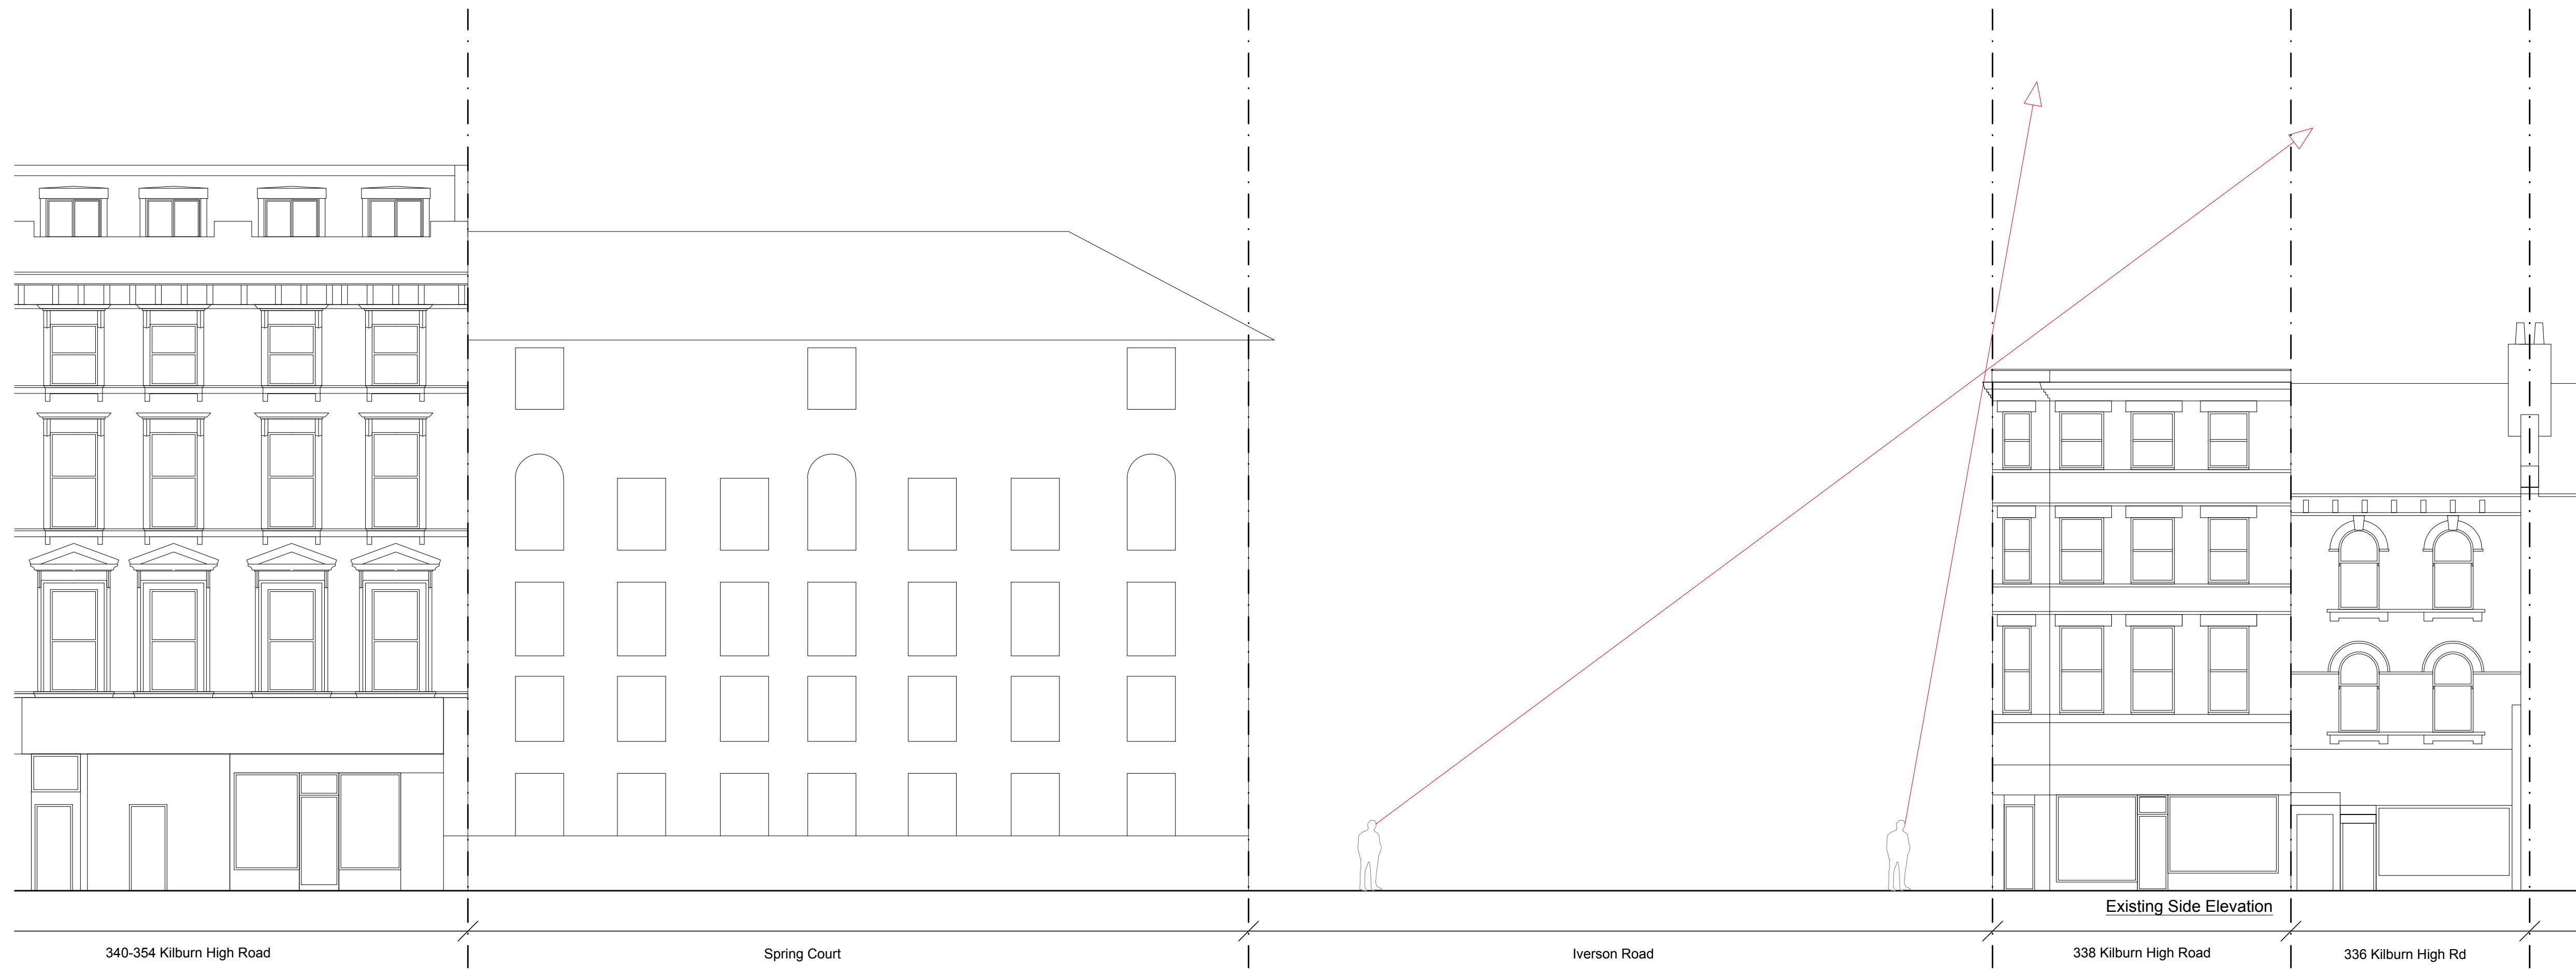 Existing Side Elevation
340-354 Kilburn High Road
Spring Court
Iverson Road
338 Kilburn High Road
336 Kilburn High Rd